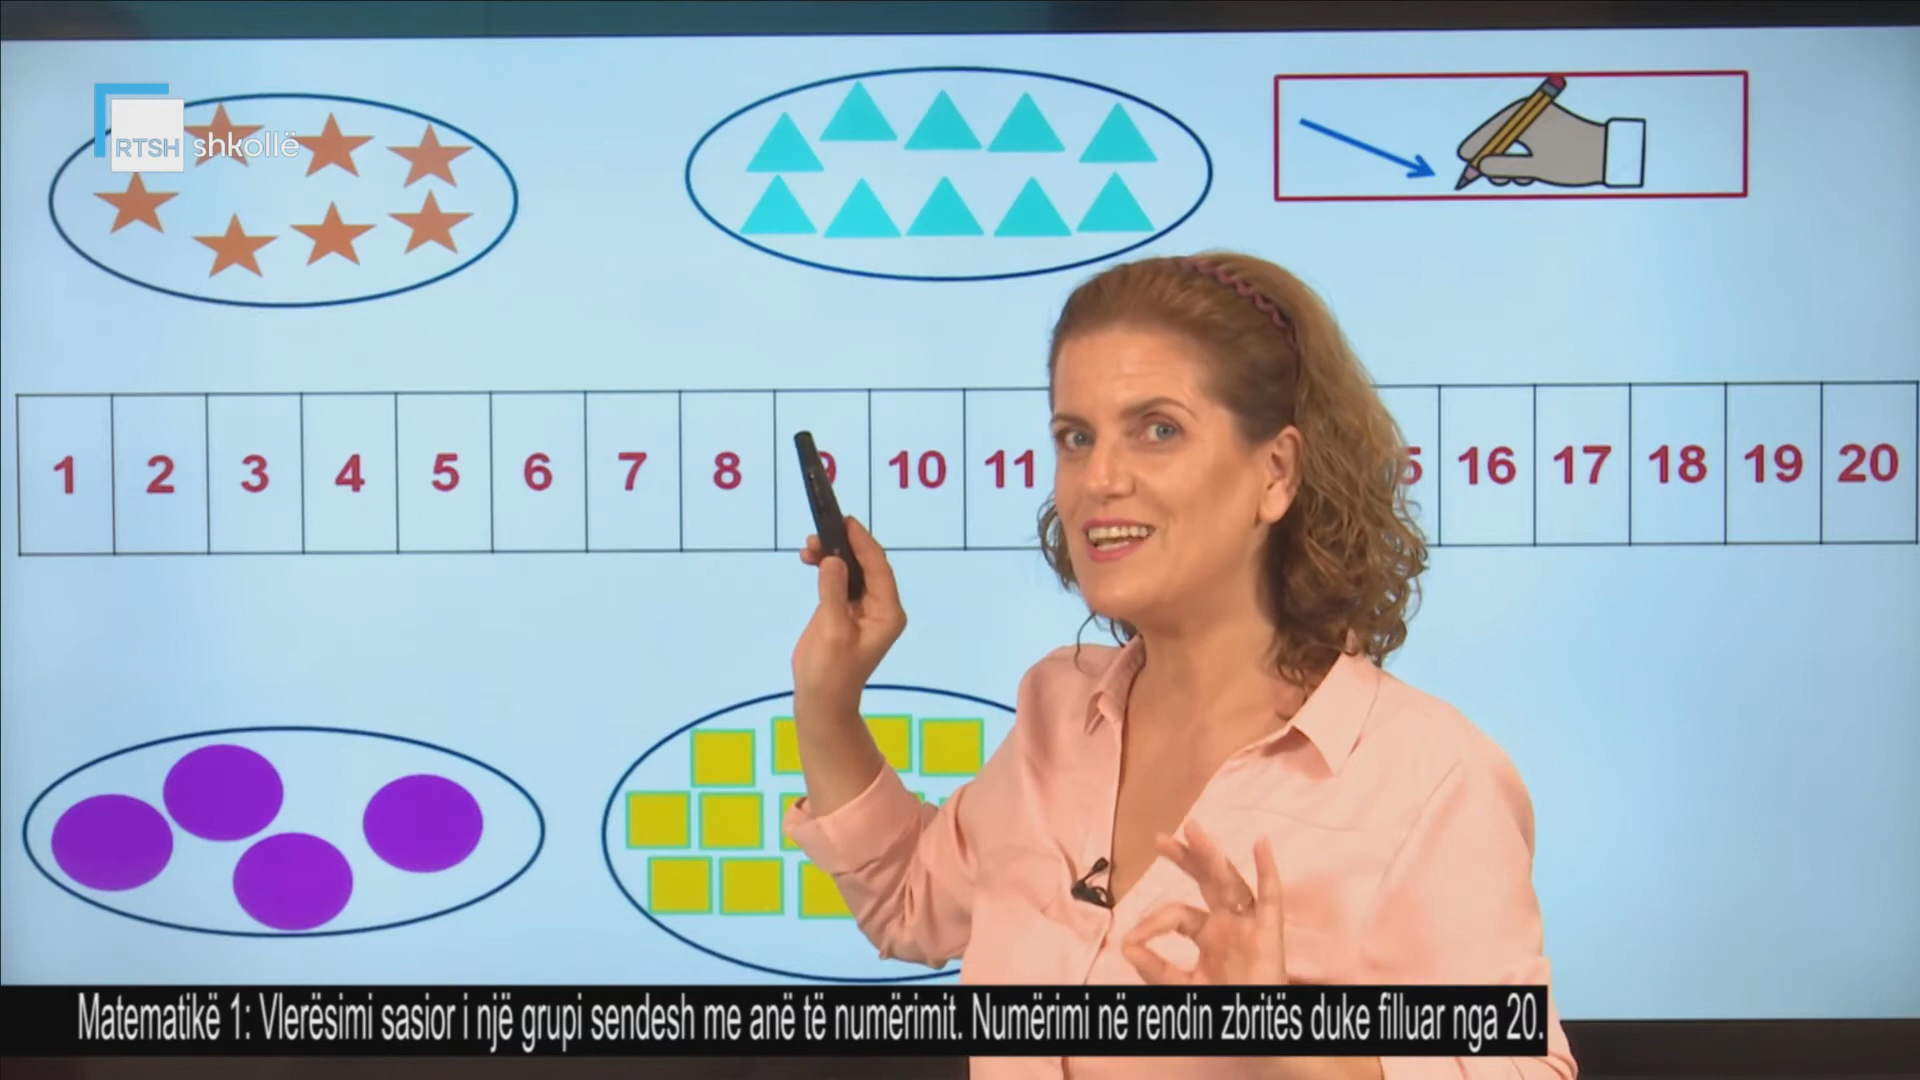 RTSH shkollë
1 2 3 4 5 6 7 8 9 10 11 16 17 18 19 20
Matematikë 1: Vlerësimi sasior i një grupi sendesh me anë të numërimit. Numërimi në rendin zbritës duke filluar nga 20.